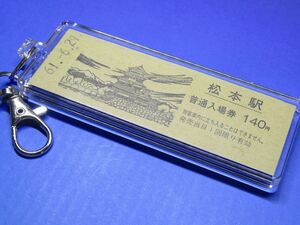 61.6.29
松本駅
普通入場券 140円
旅客車内に立ち入ることはできません。
発売当日1回限り有効